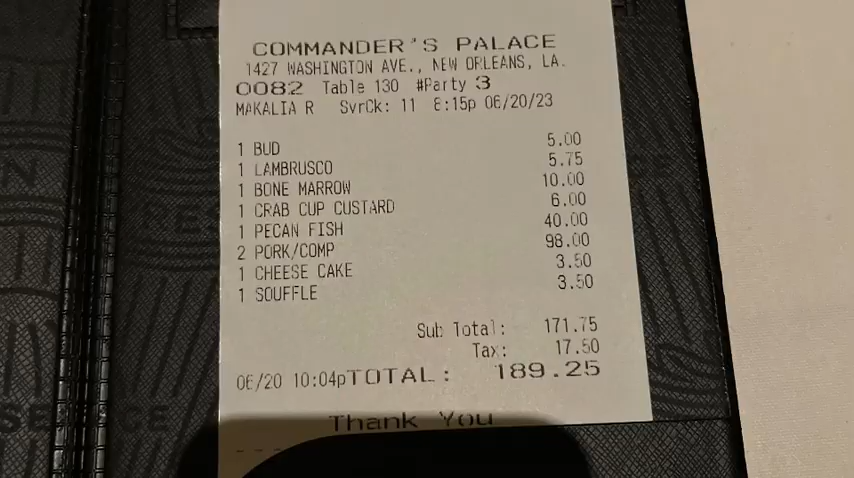 COMMANDER'S PALACE
1427 WASHINGTON AVE., NEW ORLEANS, LA.
0082 Table 130 #Party 3
MAKALIA R SvrCk: 11 8:15p 06/20/23
1 BUD 5.00
1 LAMBRUSCO 5.75
1 BONE MARROW 10.00
1 CRAB CUP CUSTARD 6.00
1 PECAN FISH 40.00
2 PORK/COMP 98.00
1 CHEESE CAKE 3.50
1 SOUFFLE 3.50
Sub Total: 171.75
Tax: 17.50
06/20 10:04pTOTAL: 189.25
Thank You